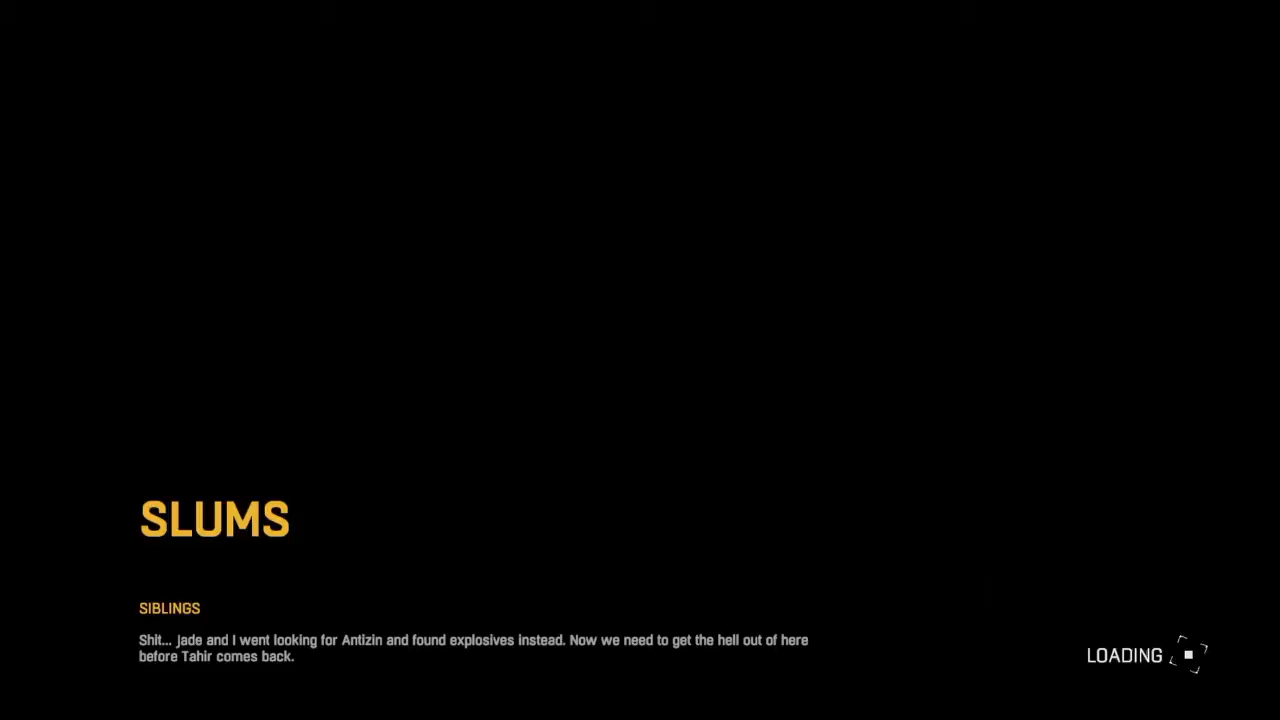 SLUMS
SIBLINGS
Shit... Jade and I went looking for Antizin and found explosives instead. Now we need to get the hell out of here
before Tahir comes back.
LOADING